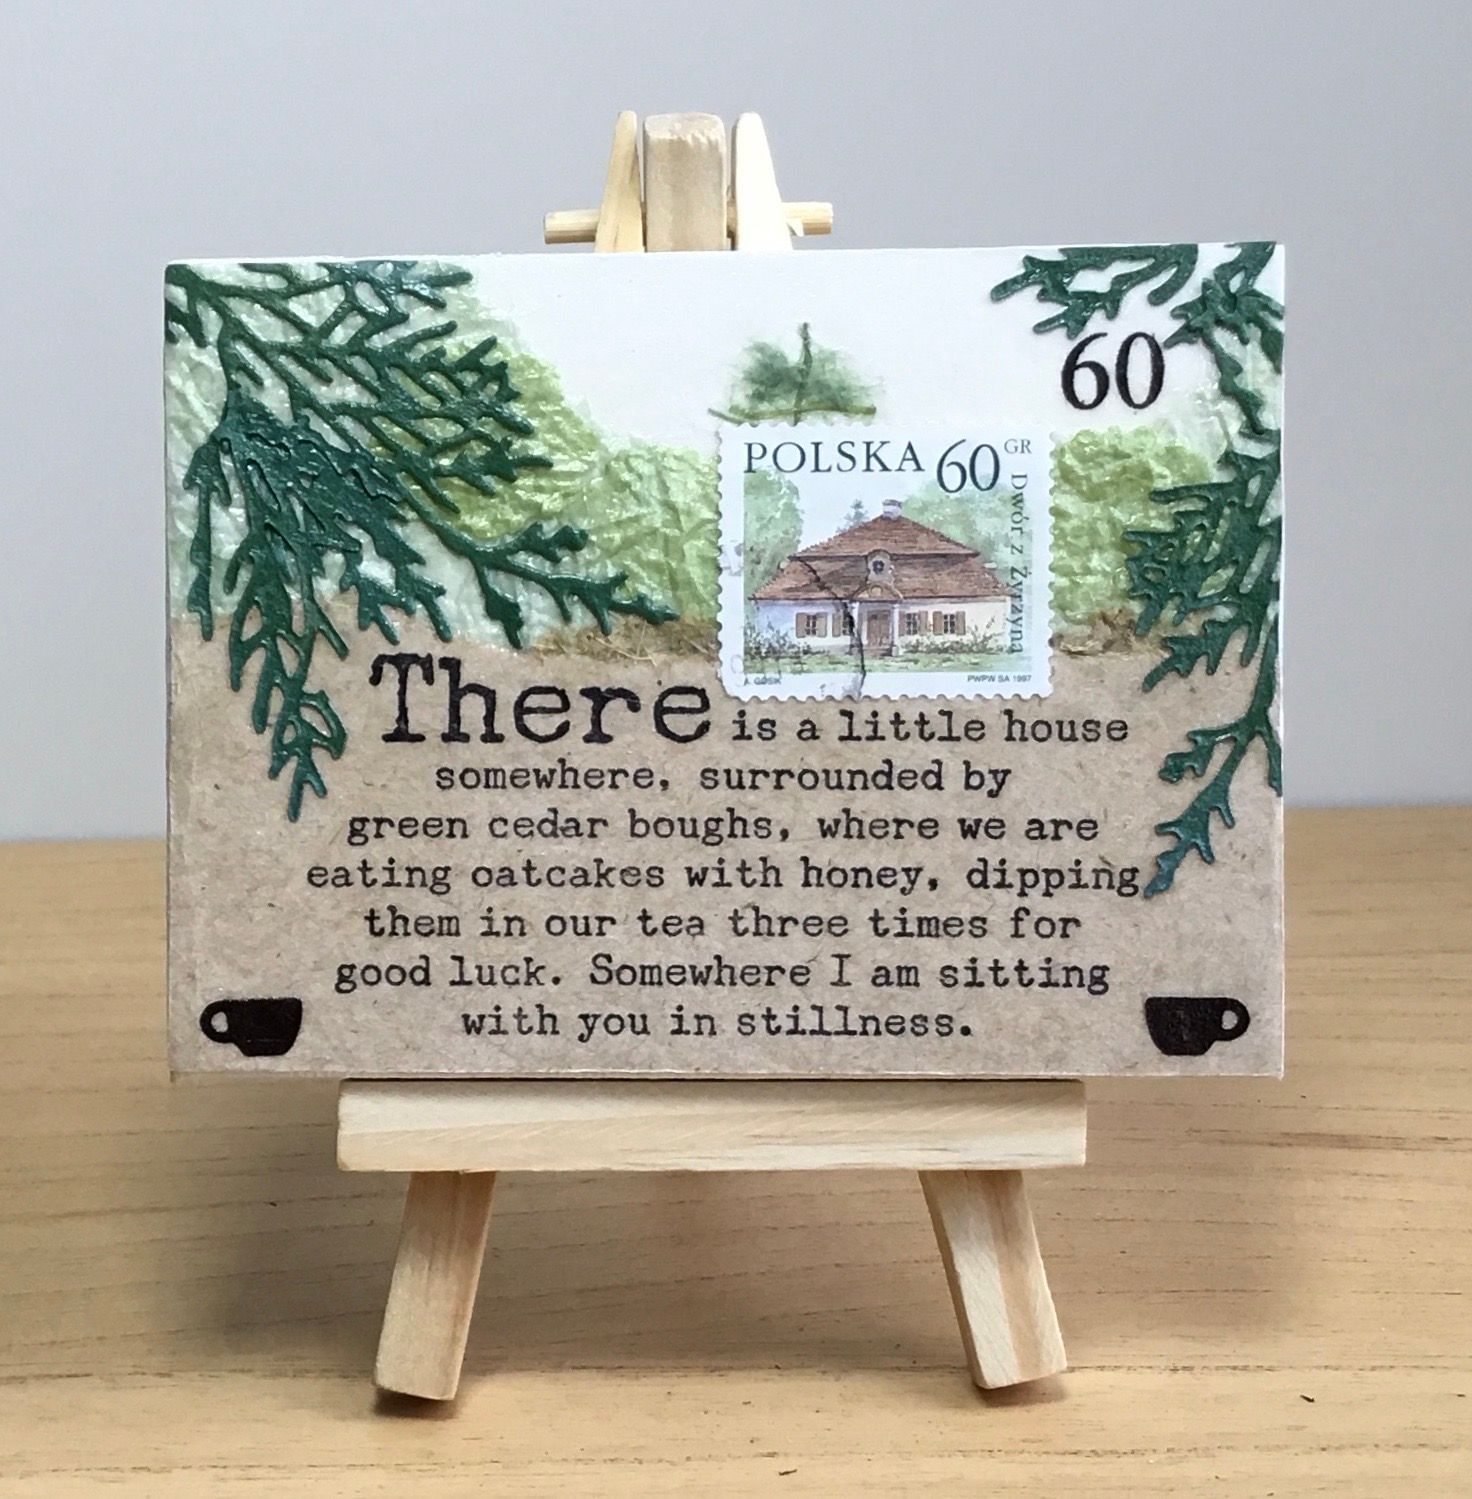 60
POLSKA 60 GR
Dwór z Żyrzyna
A. GOSIK
PWPW SA 1997
There is a little house
somewhere, surrounded by
green cedar boughs, where we are
eating oatcakes with honey, dipping
them in our tea three times for
good luck. Somewhere I am sitting
with you in stillness.